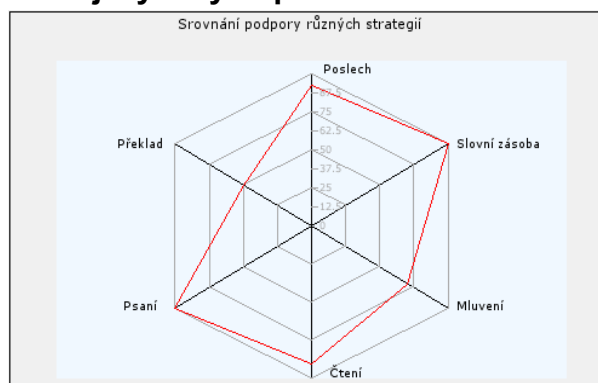 Srovnání podpory různých strategií
Poslech
87.5
75
62.5
50
37.5
25
12.5
0
Překlad
Slovní zásoba
Psaní
Mluvení
Čtení